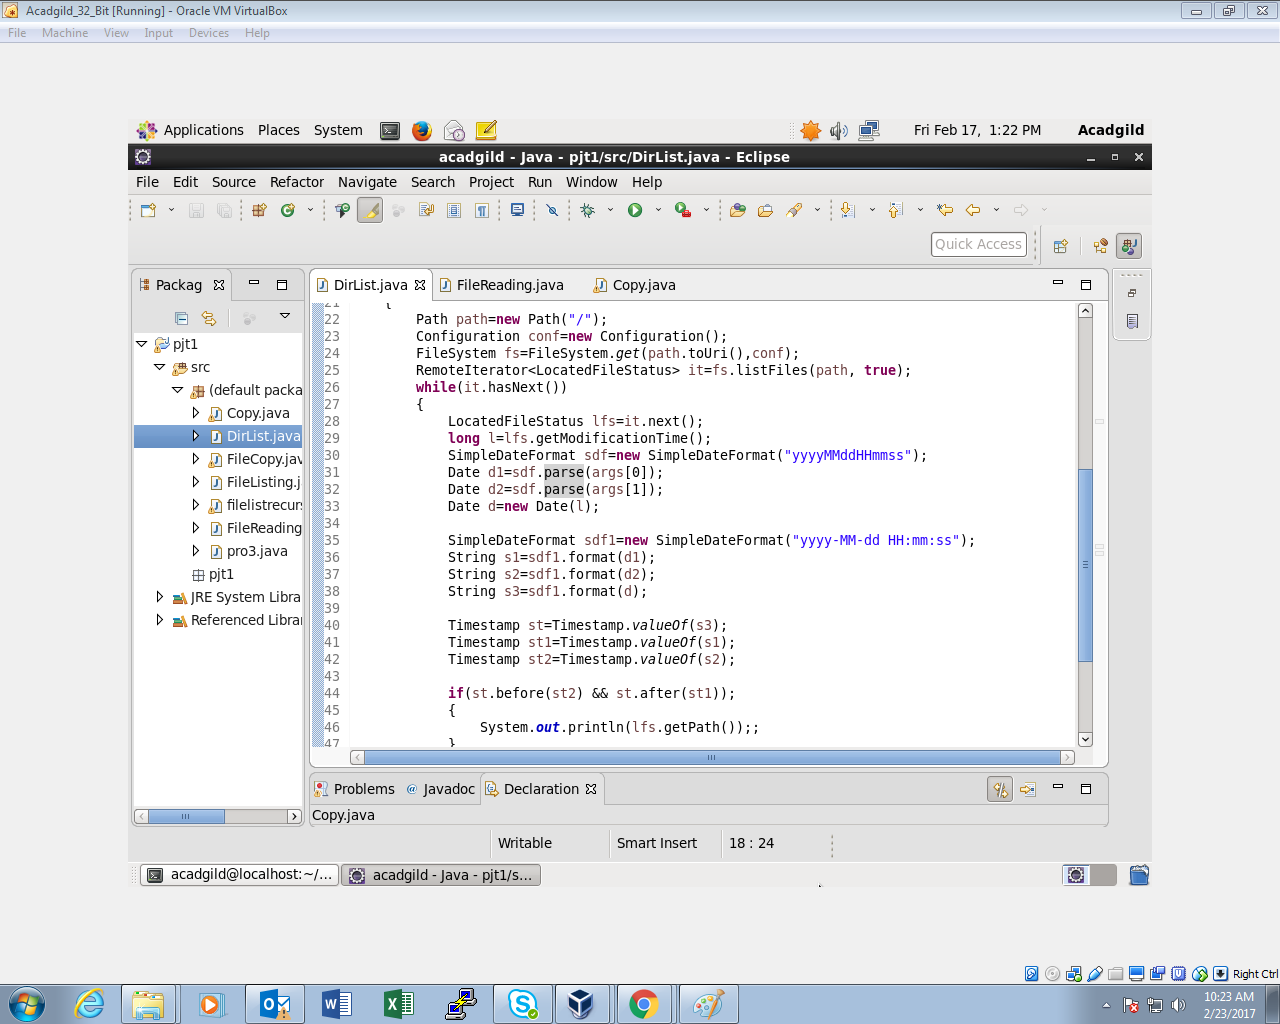 Acadgild_32_Bit [Running] - Oracle VM VirtualBox
File Machine View Input Devices Help
Applications Places System Fri Feb 17, 1:22 PM Acadgild
acadgild - Java - pjt1/src/DirList.java - Eclipse
File Edit Source Refactor Navigate Search Project Run Window Help
Quick Access
Packag
DirList.java FileReading.java Copy.java
pjt1
src
(default packa
Copy.java
DirList.java
FileCopy.jav
FileListing.j
filelistrecurs
FileReading
pro3.java
pjt1
JRE System Libra
Referenced Librar
21 {
22 Path path=new Path("/");
23 Configuration conf=new Configuration();
24 FileSystem fs=FileSystem.get(path.toUri(),conf);
25 RemoteIterator<LocatedFileStatus> it=fs.listFiles(path, true);
26 while(it.hasNext())
27 {
28 LocatedFileStatus lfs=it.next();
29 long l=lfs.getModificationTime();
30 SimpleDateFormat sdf=new SimpleDateFormat("yyyyMMddHHmmss");
31 Date d1=sdf.parse(args[0]);
32 Date d2=sdf.parse(args[1]);
33 Date d=new Date(l);
34
35 SimpleDateFormat sdf1=new SimpleDateFormat("yyyy-MM-dd HH:mm:ss");
36 String s1=sdf1.format(d1);
37 String s2=sdf1.format(d2);
38 String s3=sdf1.format(d);
39
40 Timestamp st=Timestamp.valueOf(s3);
41 Timestamp st1=Timestamp.valueOf(s1);
42 Timestamp st2=Timestamp.valueOf(s2);
43
44 if(st.before(st2) && st.after(st1));
45 {
46 System.out.println(lfs.getPath());;
47 }
Problems @ Javadoc Declaration
Copy.java
Writable Smart Insert 18 : 24
acadgild@localhost:~/... acadgild - Java - pjt1/s...
Right Ctrl
10:23 AM
2/23/2017